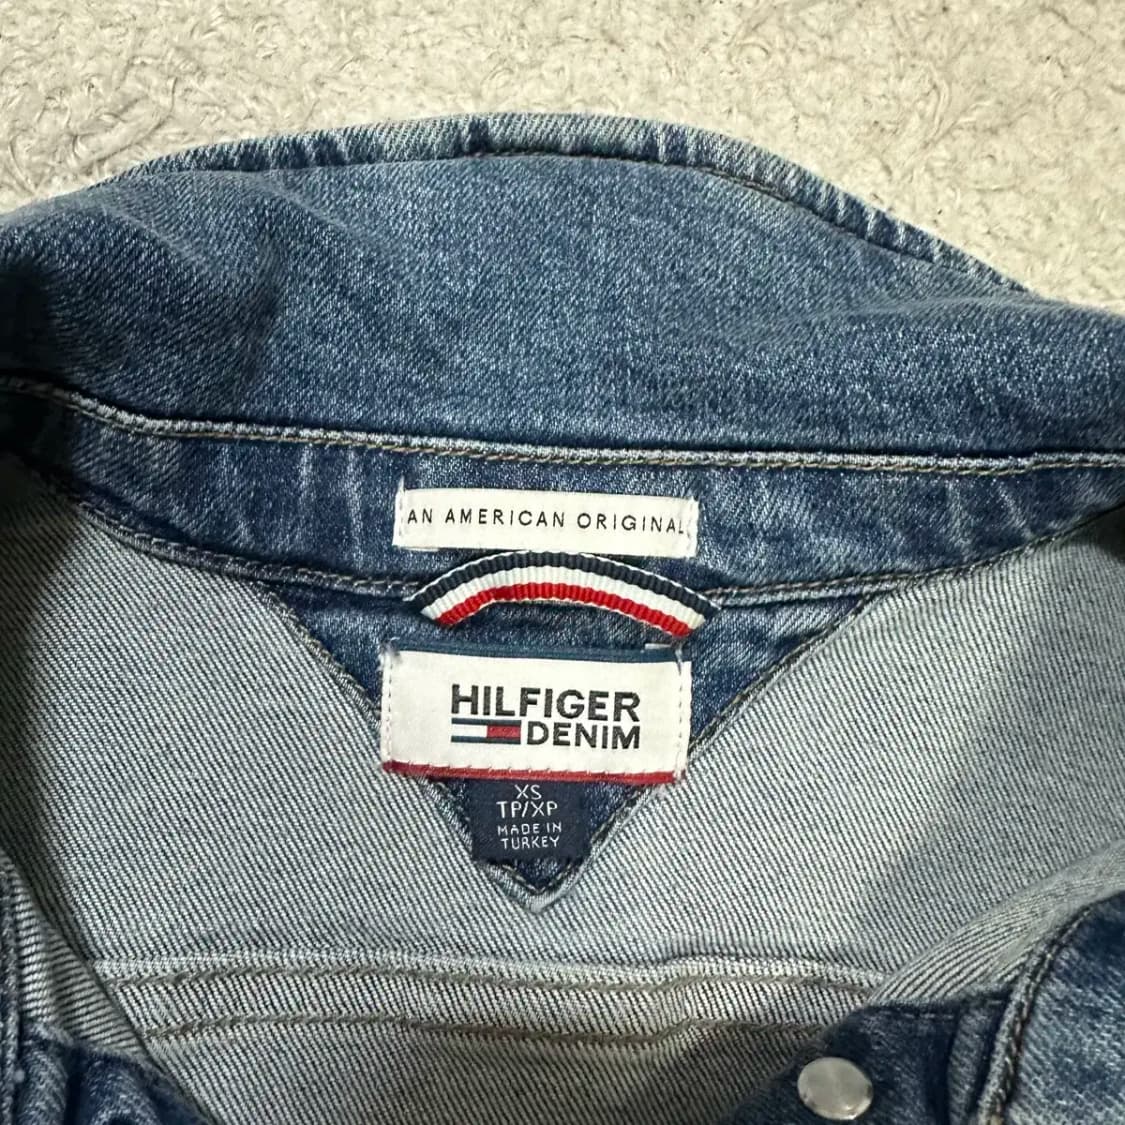 AN AMERICAN ORIGINAL
HILFIGER
DENIM
XS
TP/XP
MADE IN
TURKEY